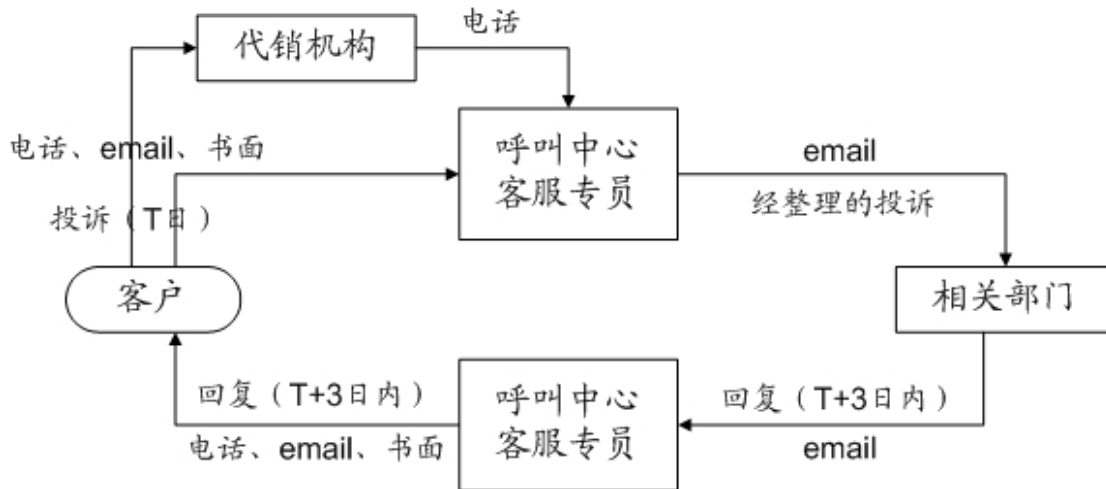 电话
代销机构
呼叫中心
客服专员
电话、email、书面
email
经整理的投诉
投诉（T日）
客户
相关部门
回复（T+3日内）
电话、email、书面
呼叫中心
客服专员
回复（T+3日内）
email